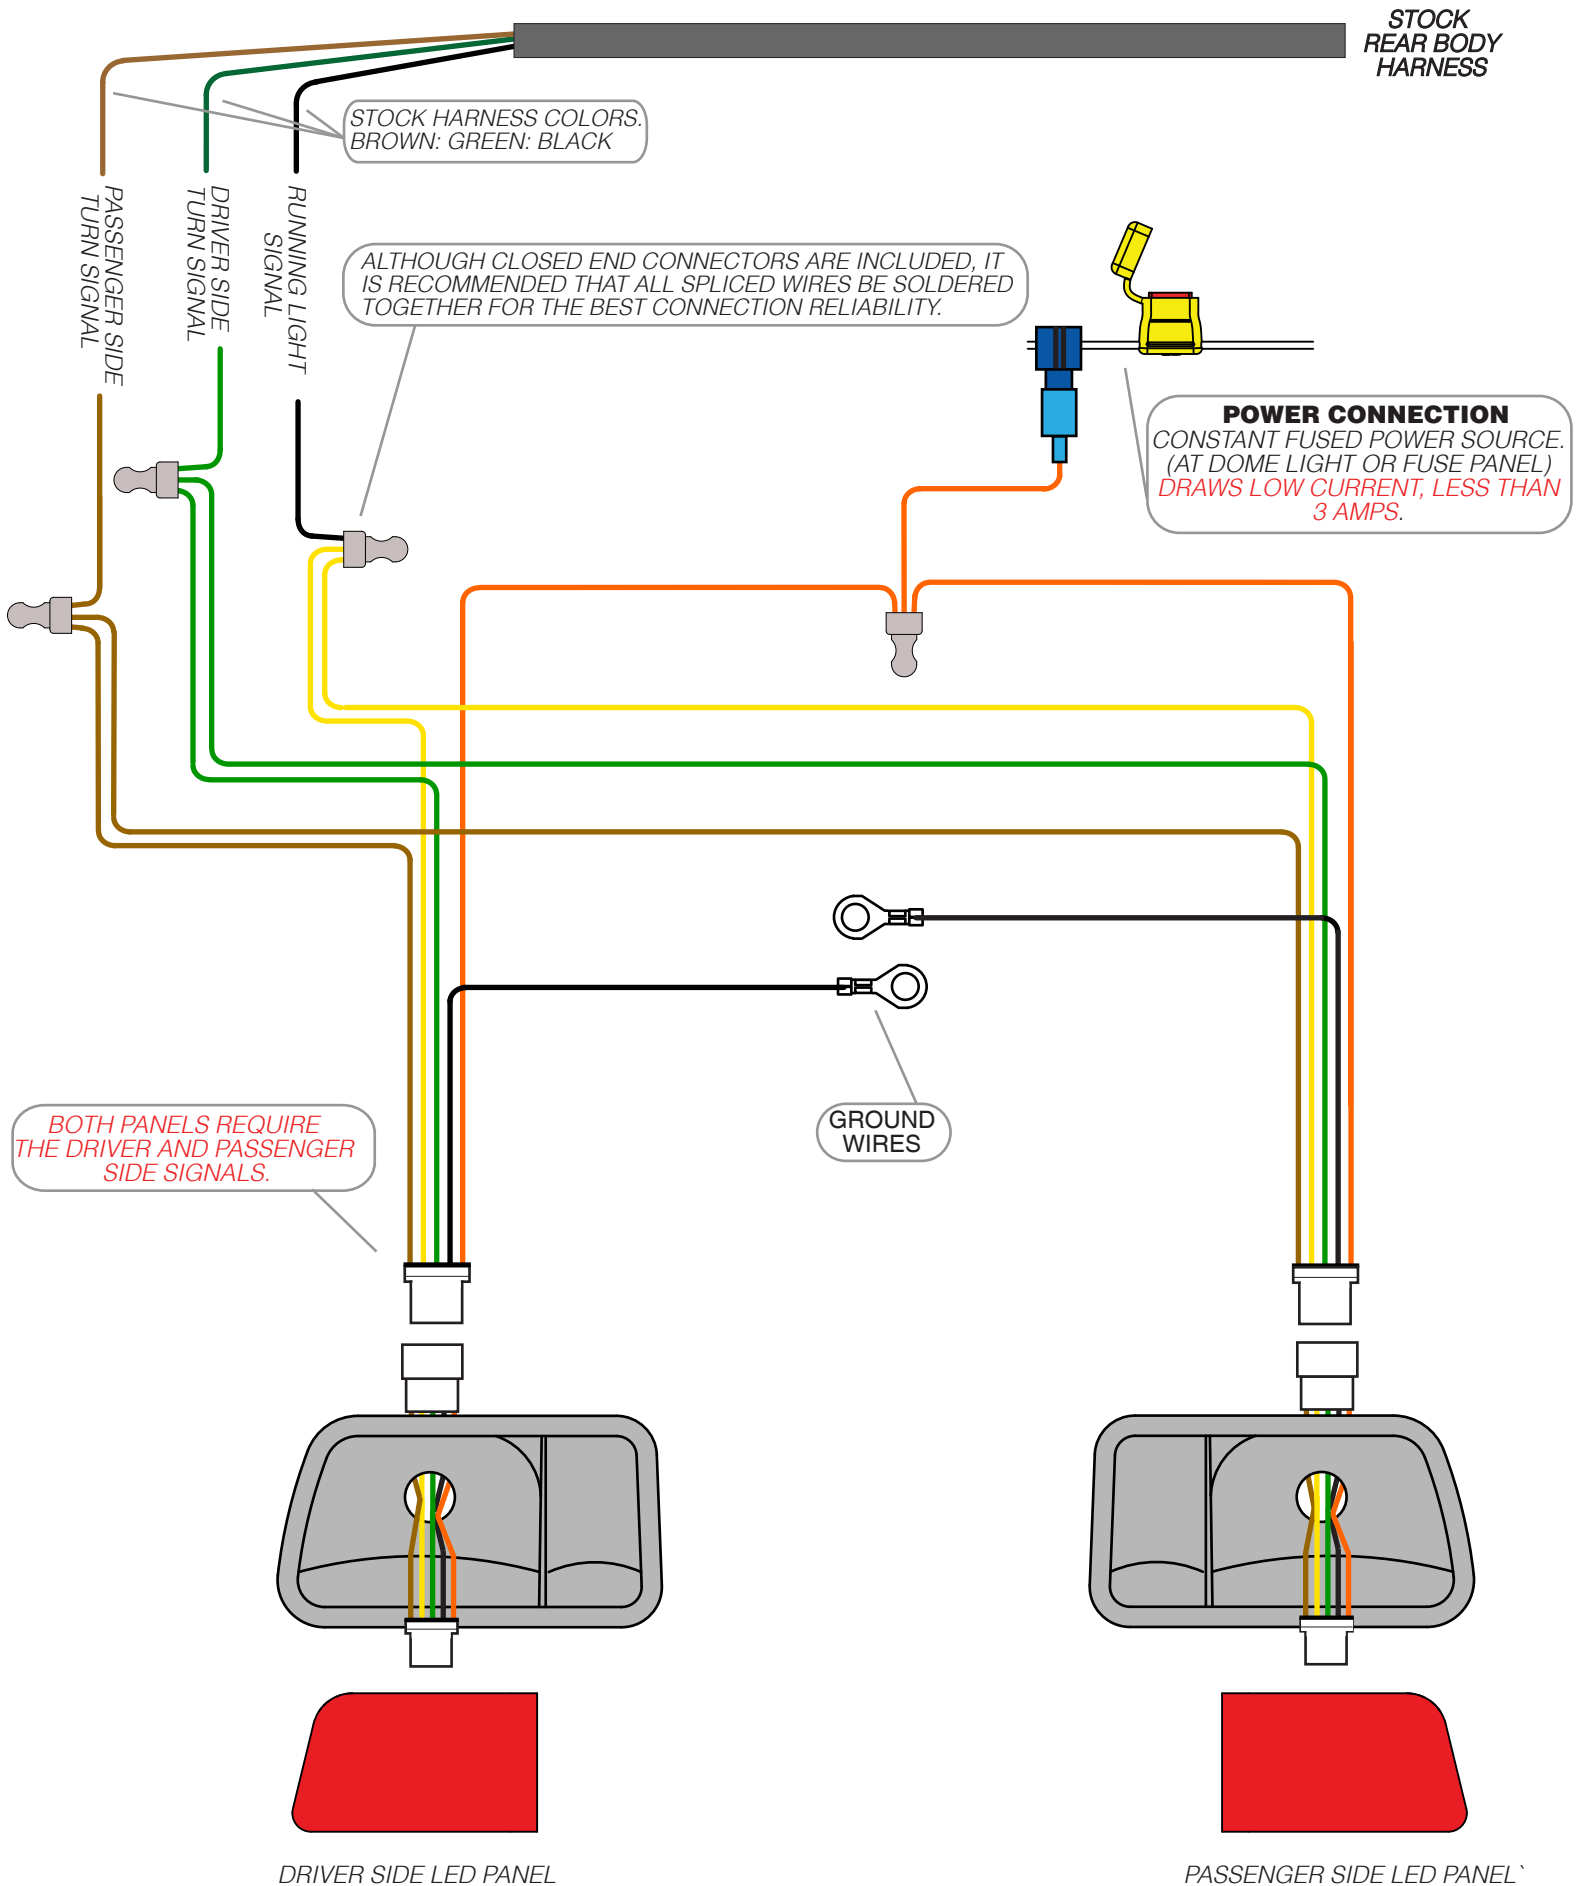 STOCK
REAR BODY
HARNESS
STOCK HARNESS COLORS.
BROWN: GREEN: BLACK
PASSENGER SIDE
TURN SIGNAL
DRIVER SIDE
TURN SIGNAL
RUNNING LIGHT
SIGNAL
ALTHOUGH CLOSED END CONNECTORS ARE INCLUDED, IT
IS RECOMMENDED THAT ALL SPLICED WIRES BE SOLDERED
TOGETHER FOR THE BEST CONNECTION RELIABILITY.
POWER CONNECTION
CONSTANT FUSED POWER SOURCE.
(AT DOME LIGHT OR FUSE PANEL)
DRAWS LOW CURRENT, LESS THAN
3 AMPS.
BOTH PANELS REQUIRE
THE DRIVER AND PASSENGER
SIDE SIGNALS.
GROUND
WIRES
DRIVER SIDE LED PANEL
PASSENGER SIDE LED PANEL`